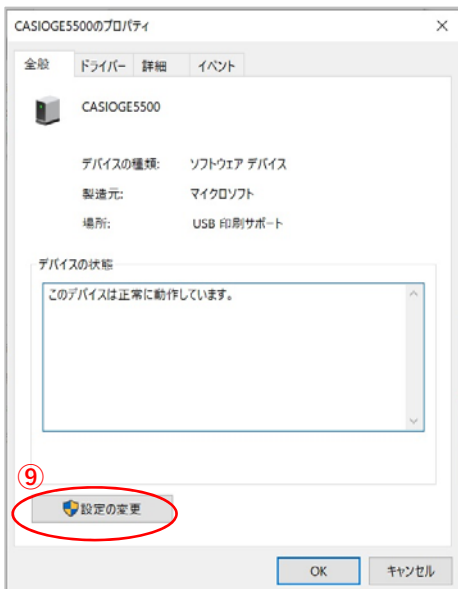 CASIOGE5500のプロパティ
全般 ドライバー 詳細 イベント
CASIOGE5500
デバイスの種類: ソフトウェア デバイス
製造元: マイクロソフト
場所: USB 印刷サポート
デバイスの状態
このデバイスは正常に動作しています。
⑨
設定の変更
OK キャンセル